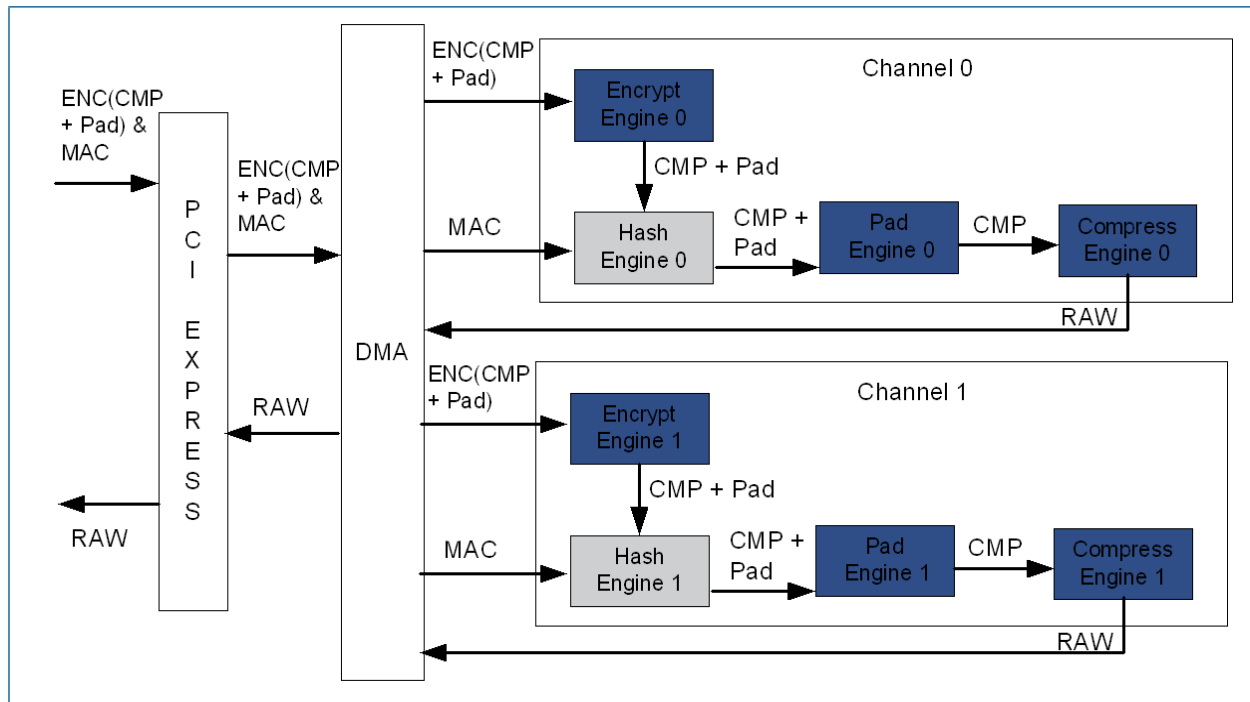 ENC(CMP
+ Pad) &
MAC
PCI EXPRESS
RAW
ENC(CMP
+ Pad) &
MAC
RAW
DMA
ENC(CMP
+ Pad)
MAC
Channel 0
Encrypt
Engine 0
CMP + Pad
Hash
Engine 0
CMP +
Pad
Pad
Engine 0
CMP
Compress
Engine 0
RAW
ENC(CMP
+ Pad)
MAC
Channel 1
Encrypt
Engine 1
CMP + Pad
Hash
Engine 1
CMP +
Pad
Pad
Engine 1
CMP
Compress
Engine 1
RAW